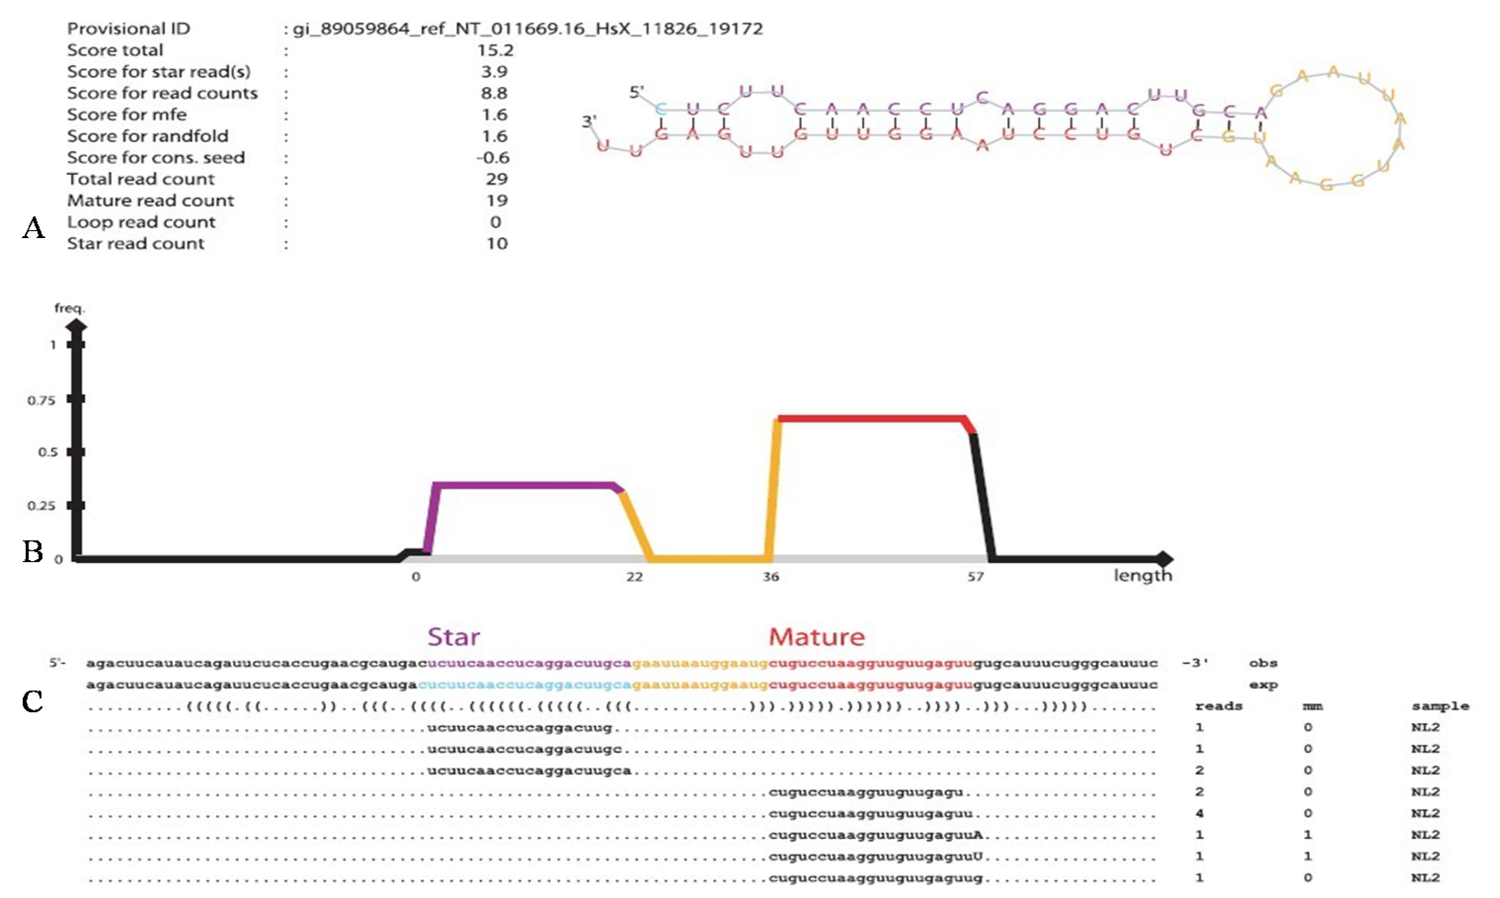 Provisional ID : gi_89059864_ref_NT_011669.16_HsX_11826_19172
Score total : 15.2
Score for star read(s) : 3.9
Score for read counts : 8.8
Score for mfe : 1.6
Score for randfold : 1.6
Score for cons. seed : -0.6
Total read count : 29
Mature read count : 19
Loop read count : 0
Star read count : 10
A
5' C U C U U C A A C C U C A G G A C U U G C A G A A U U A A U G G A A U G C U G U C C U A A G G U U G U U G A G U U 3'
freq.
1
0.75
0.5
0.25
0
B
0 22 36 57 length
Star Mature
5'- agacuucauaucagauucucaccugaacgcaugacucuucaaccucaggacuugcagaauuaauggaaugcuguccuaagguuguugaguugugcauuucugggcauuuc -3' obs
agacuucauaucagauucucaccugaacgcaugacucuucaaccucaggacuugcagaauuaauggaaugcuguccuaagguuguugaguugugcauuucugggcauuuc exp
C
..........(((((.((......))..(((..((((..((((((.(((((..(((............))).))))).))))))..))))..)))...)))))....... reads mm sample
...................................ucuucaaccucaggacuug........................................................ 1 0 NL2
...................................ucuucaaccucaggacuugc....................................................... 1 0 NL2
...................................ucuucaaccucaggacuugca...................................................... 2 0 NL2
......................................................................cuguccuaagguuguugagu.................... 2 0 NL2
......................................................................cuguccuaagguuguugaguu................... 4 0 NL2
......................................................................cuguccuaagguuguugaguuA.................. 1 1 NL2
......................................................................cuguccuaagguuguugaguuU.................. 1 1 NL2
......................................................................cuguccuaagguuguugaguug.................. 1 0 NL2